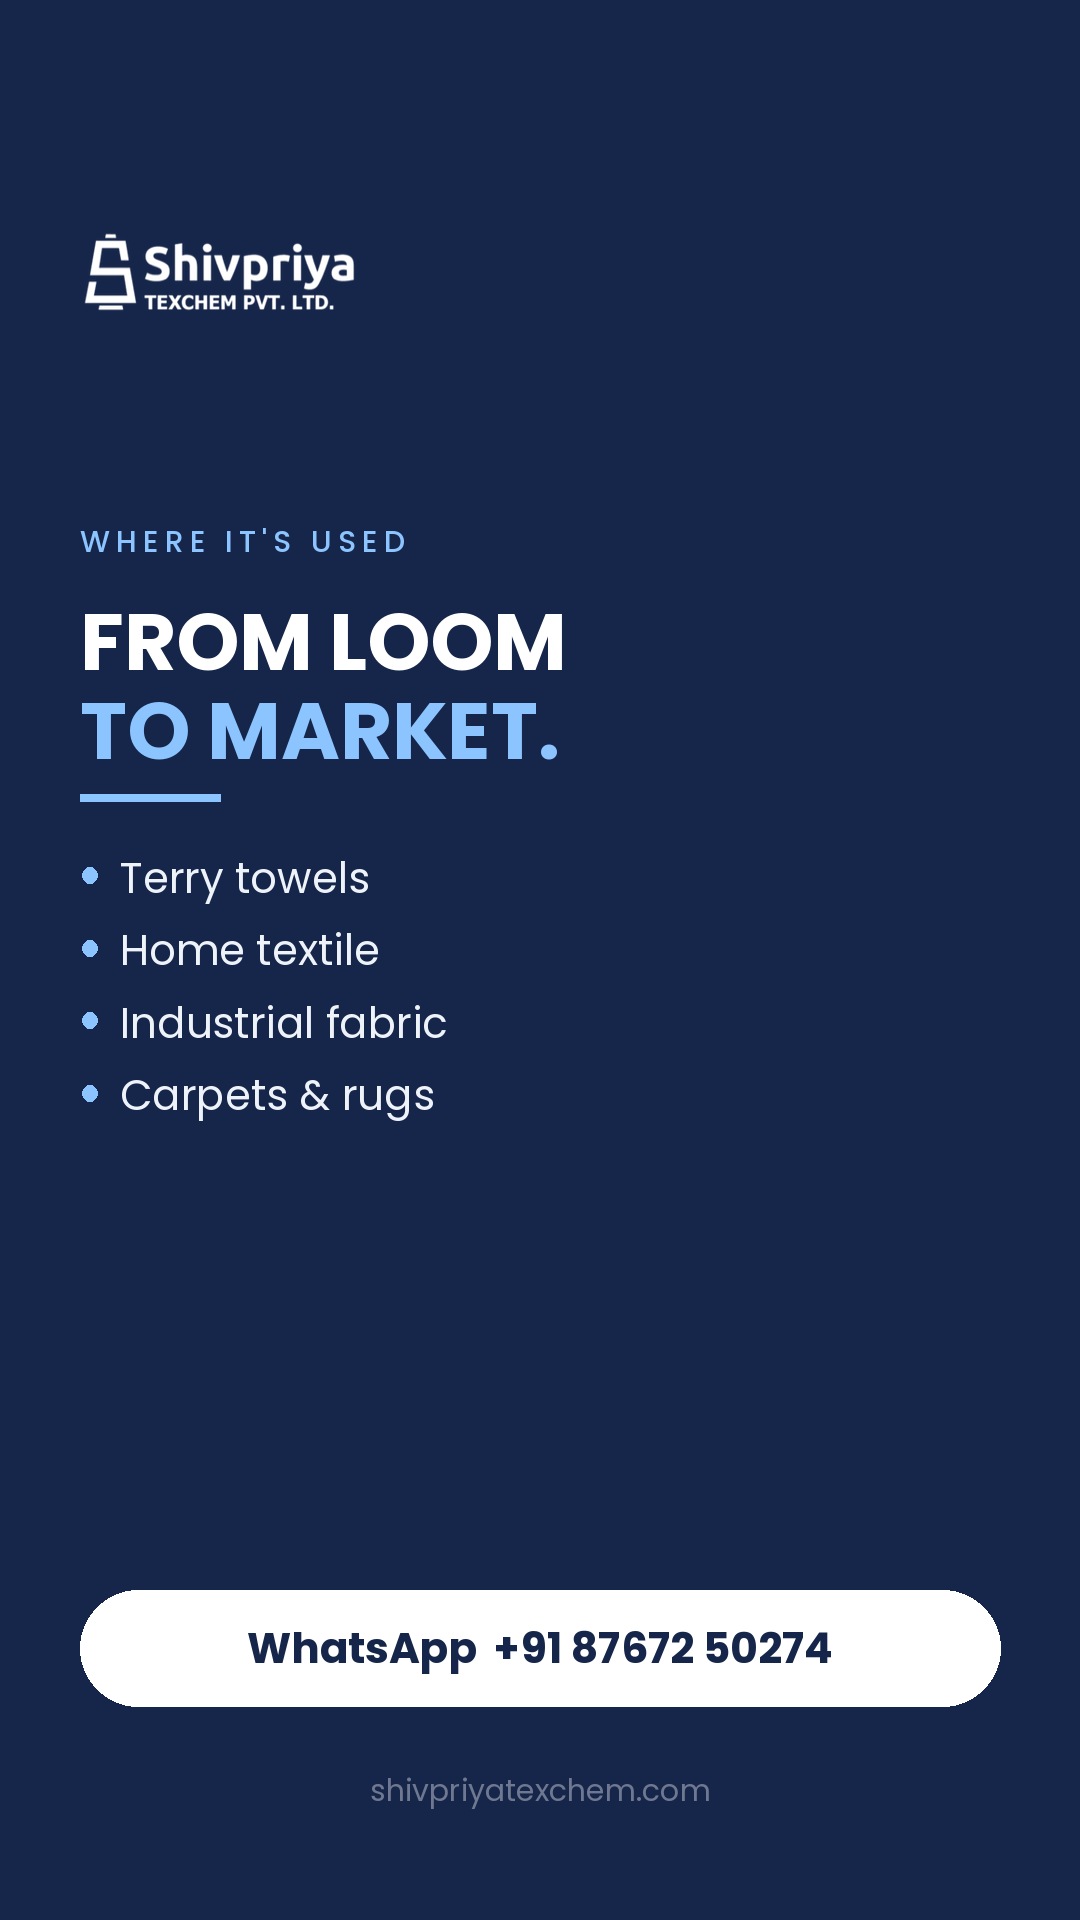 Shivpriya
TEXCHEM PVT. LTD.
WHERE IT'S USED
FROM LOOM
TO MARKET.
• Terry towels
• Home textile
• Industrial fabric
• Carpets & rugs
WhatsApp +91 87672 50274
shivpriyatexchem.com